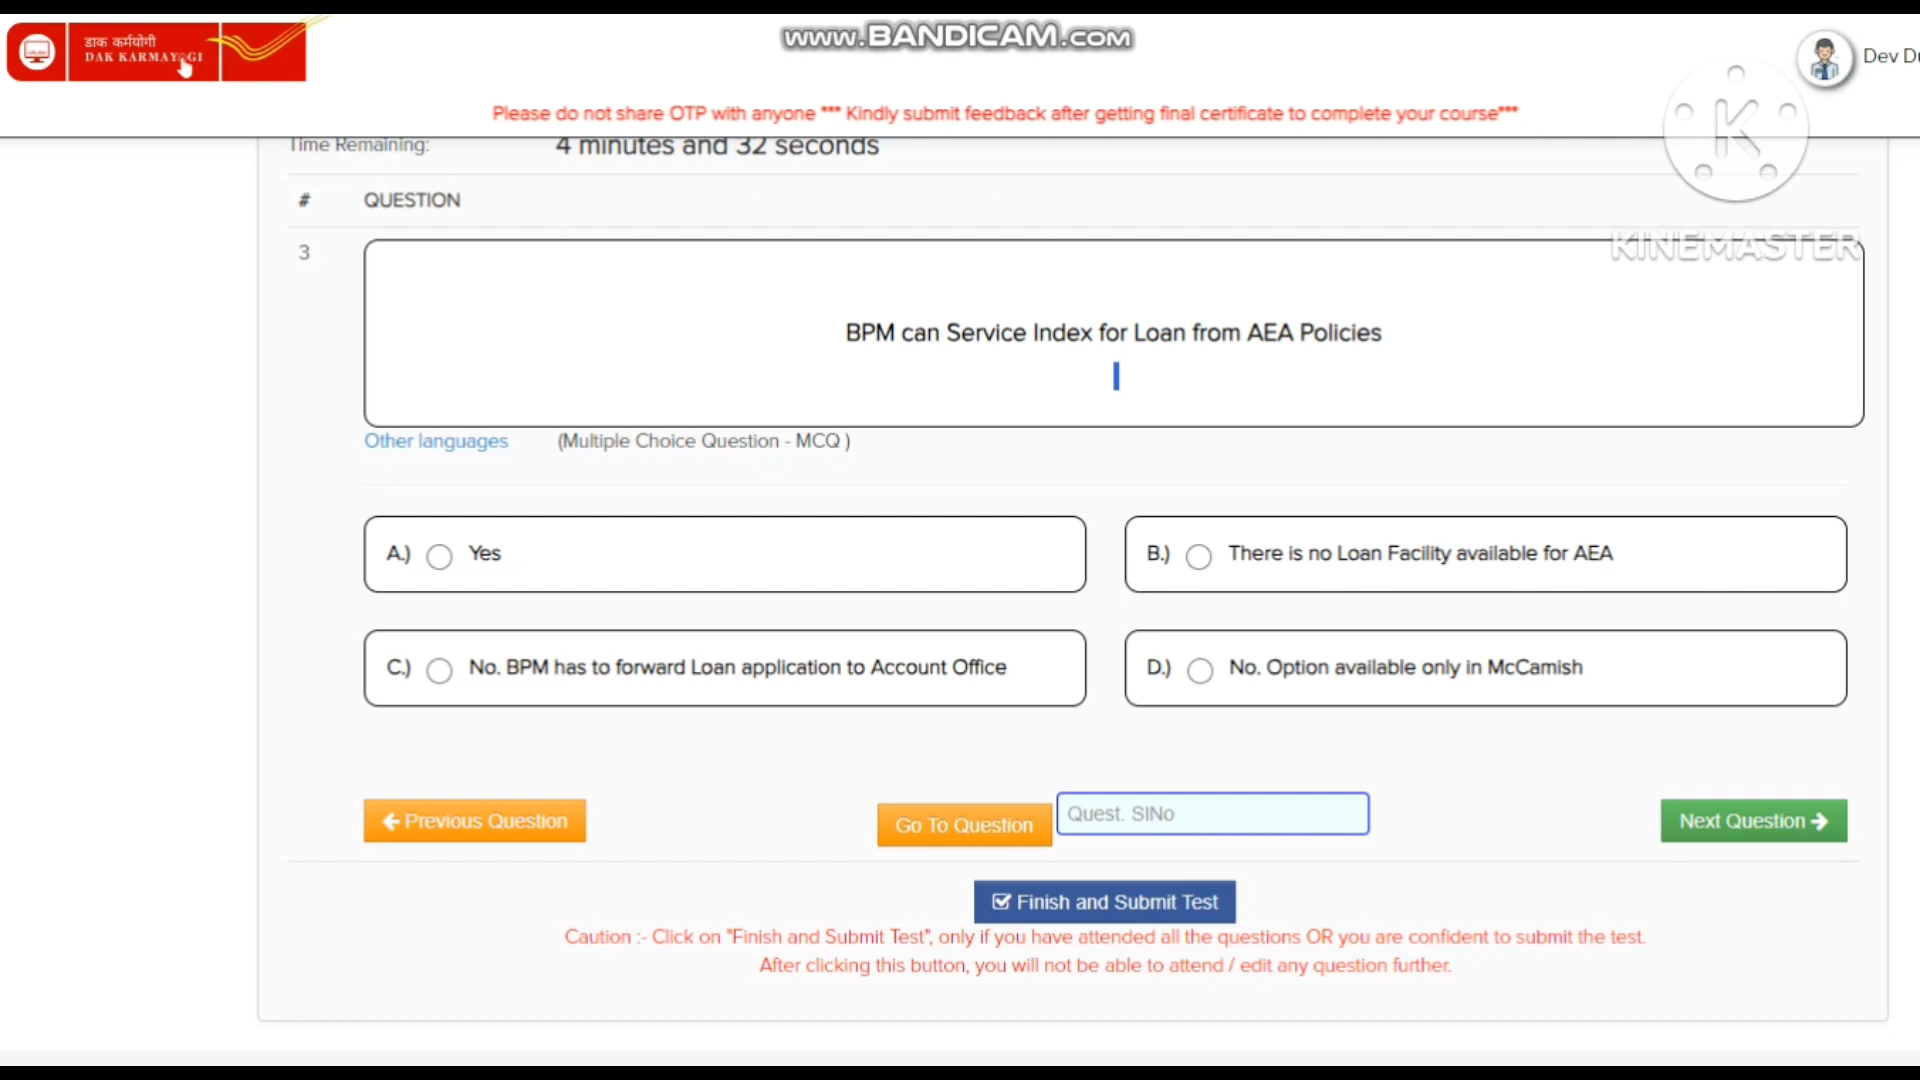 www.BANDICAM.com
डाक कर्मयोगी
DAK KARMAYOGI
Dev Du
Please do not share OTP with anyone *** Kindly submit feedback after getting final certificate to complete your course***
K
Time Remaining: 4 minutes and 32 seconds
# QUESTION
KINEMASTER
3
BPM can Service Index for Loan from AEA Policies
Other languages (Multiple Choice Question - MCQ )
A.) Yes
B.) There is no Loan Facility available for AEA
C.) No. BPM has to forward Loan application to Account Office
D.) No. Option available only in McCamish
Previous Question
Go To Question
Quest. SlNo
Next Question
Finish and Submit Test
Caution :- Click on "Finish and Submit Test", only if you have attended all the questions OR you are confident to submit the test.
After clicking this button, you will not be able to attend / edit any question further.